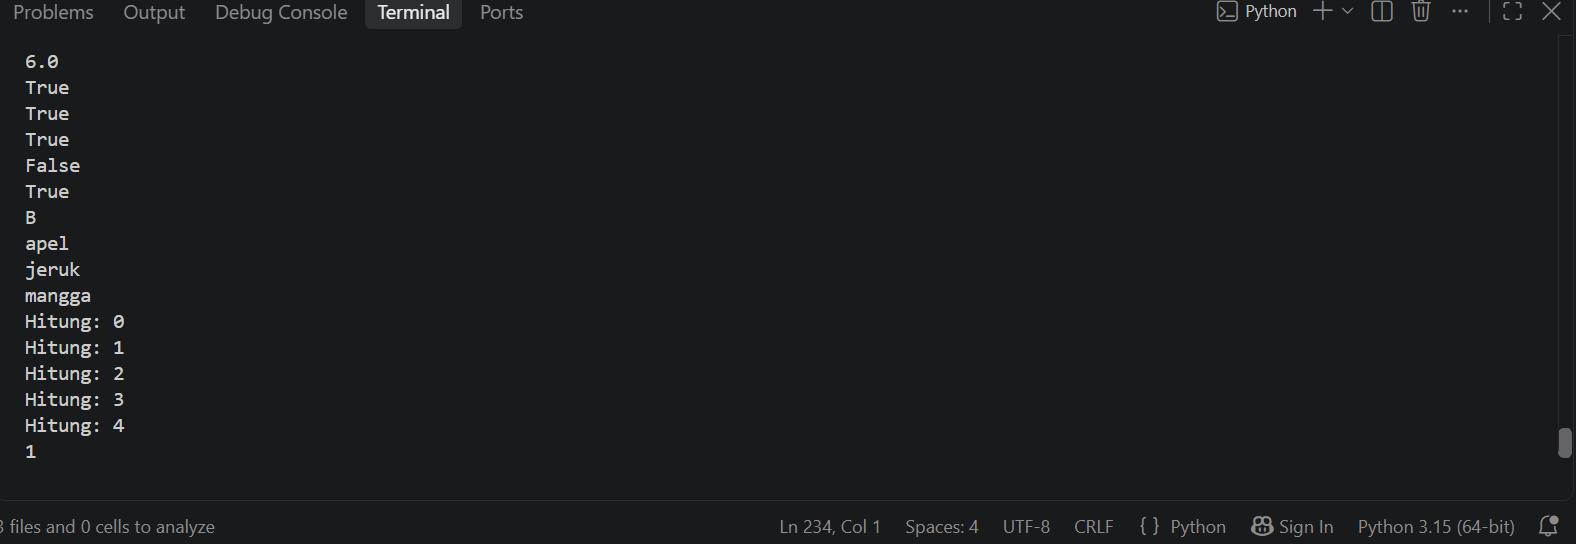 Problems Output Debug Console Terminal Ports Python
6.0
True
True
True
False
True
B
apel
jeruk
mangga
Hitung: 0
Hitung: 1
Hitung: 2
Hitung: 3
Hitung: 4
1
3 files and 0 cells to analyze Ln 234, Col 1 Spaces: 4 UTF-8 CRLF {} Python Sign In Python 3.15 (64-bit)